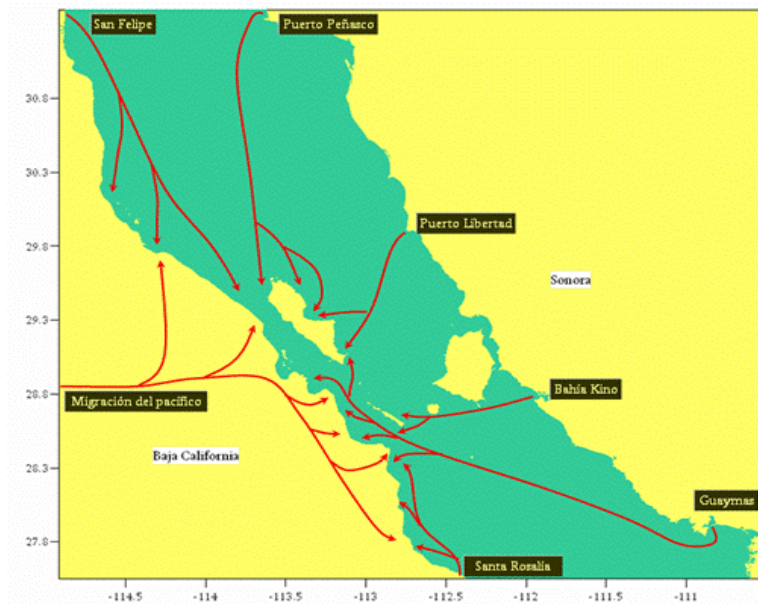 San Felipe
Puerto Peñasco
30.8
30.3
Puerto Libertad
29.8
Sonora
29.3
28.8
Migración del pacífico
Bahía Kino
Baja California
28.3
Guaymas
27.8
Santa Rosalía
-114.5
-114
-113.5
-113
-112.5
-112
-111.5
-111